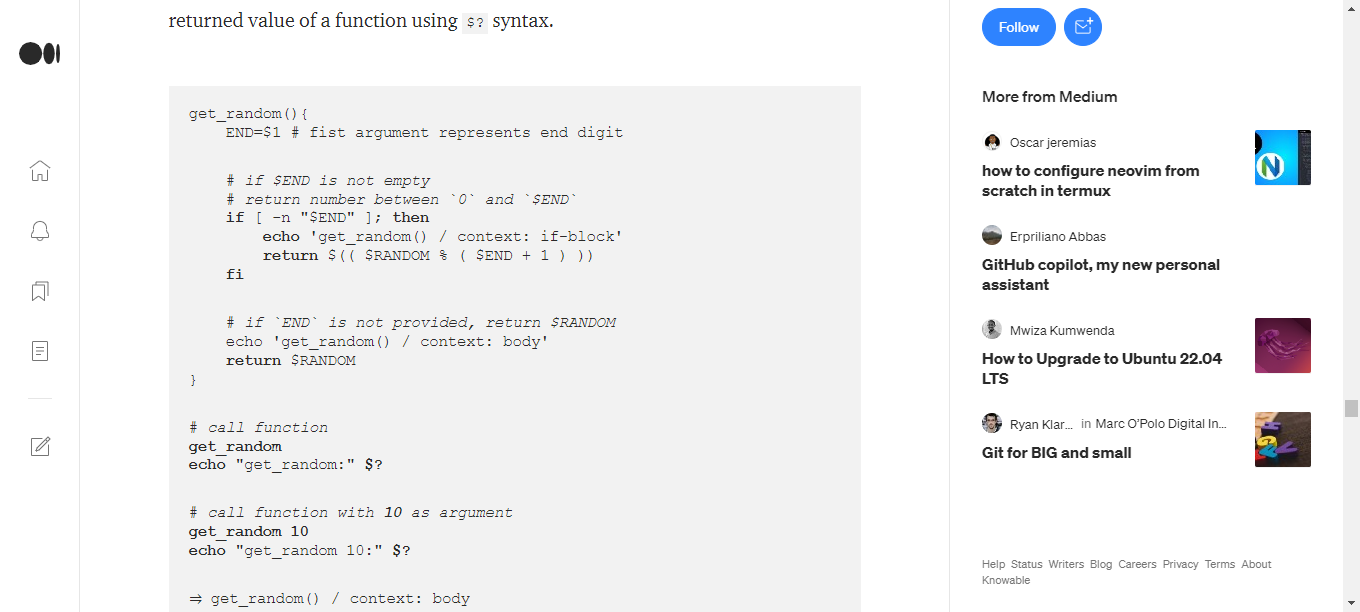 returned value of a function using $? syntax.
get_random(){
    END=$1 # fist argument represents end digit
    # if $END is not empty
    # return number between `0` and `$END`
    if [ -n "$END" ]; then
        echo 'get_random() / context: if-block'
        return $(( $RANDOM % ( $END + 1 ) ))
    fi
    # if `END` is not provided, return $RANDOM
    echo 'get_random() / context: body'
    return $RANDOM
}
# call function
get_random
echo "get_random:" $?
# call function with 10 as argument
get_random 10
echo "get_random 10:" $?
⇒ get_random() / context: body
Follow
More from Medium
Oscar jeremias
how to configure neovim from
scratch in termux
Erpriliano Abbas
GitHub copilot, my new personal
assistant
Mwiza Kumwenda
How to Upgrade to Ubuntu 22.04
LTS
Ryan Klar... in Marc O'Polo Digital In...
Git for BIG and small
Help Status Writers Blog Careers Privacy Terms About
Knowable